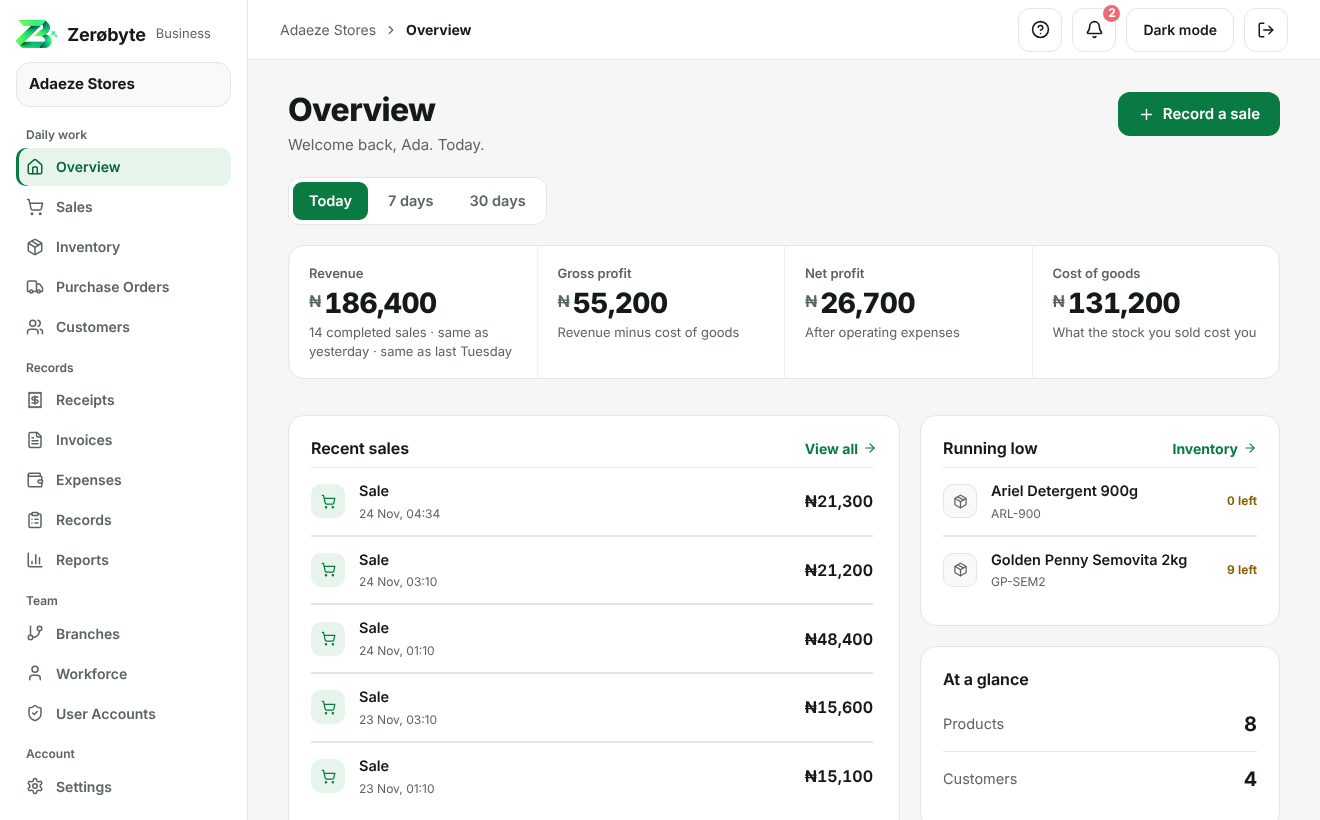 Zerøbyte Business
Adaeze Stores
Daily work
Overview
Sales
Inventory
Purchase Orders
Customers
Records
Receipts
Invoices
Expenses
Records
Reports
Team
Branches
Workforce
User Accounts
Account
Settings
Adaeze Stores > Overview
2
Dark mode
Overview
Welcome back, Ada. Today.
+ Record a sale
Today 7 days 30 days
Revenue
₦186,400
14 completed sales · same as
yesterday · same as last Tuesday
Gross profit
₦55,200
Revenue minus cost of goods
Net profit
₦26,700
After operating expenses
Cost of goods
₦131,200
What the stock you sold cost you
Recent sales View all →
Sale
24 Nov, 04:34
₦21,300
Sale
24 Nov, 03:10
₦21,200
Sale
24 Nov, 01:10
₦48,400
Sale
23 Nov, 03:10
₦15,600
Sale
23 Nov, 01:10
₦15,100
Running low Inventory →
Ariel Detergent 900g
ARL-900
0 left
Golden Penny Semovita 2kg
GP-SEM2
9 left
At a glance
Products 8
Customers 4